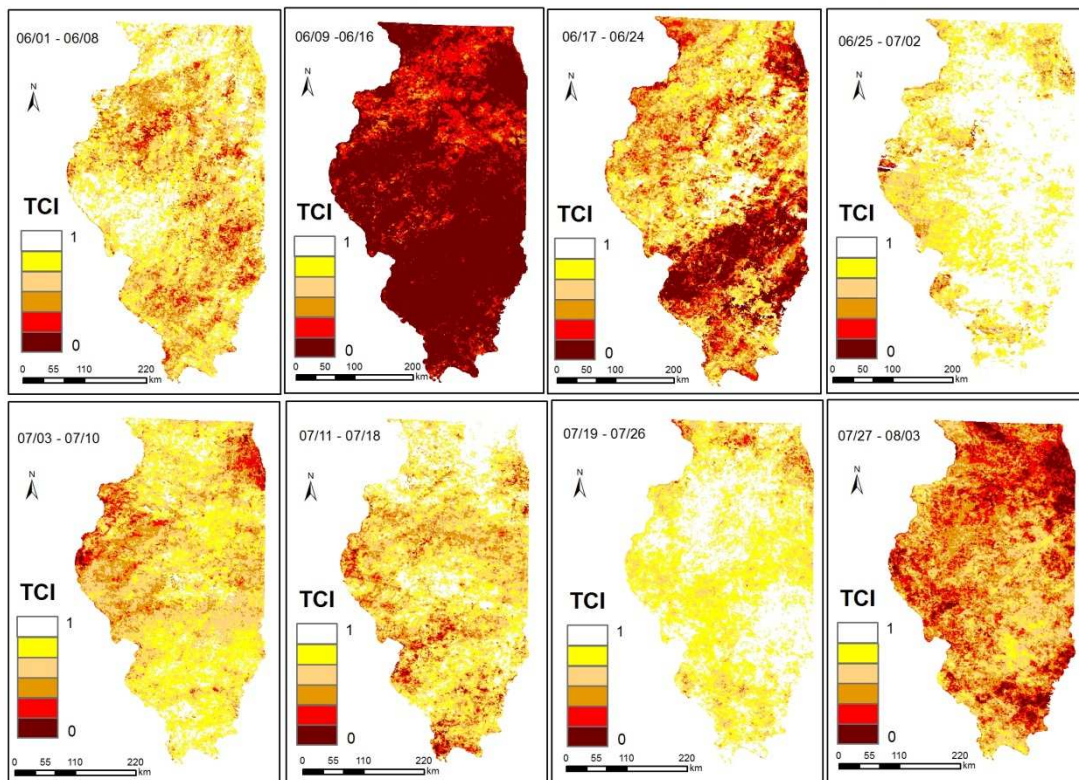 06/01 - 06/08
N
TCI
1
0
0 55 110 220
km
06/09 -06/16
N
TCI
1
0
0 50 100 200
km
06/17 - 06/24
N
TCI
1
0
0 50 100 200
km
06/25 - 07/02
N
TCI
1
0
0 55 110 220
km
07/03 - 07/10
N
TCI
1
0
0 55 110 220
km
07/11 - 07/18
N
TCI
1
0
0 55 110 220
km
07/19 - 07/26
N
TCI
1
0
0 55 110 220
km
07/27 - 08/03
N
TCI
1
0
0 55 110 220
km